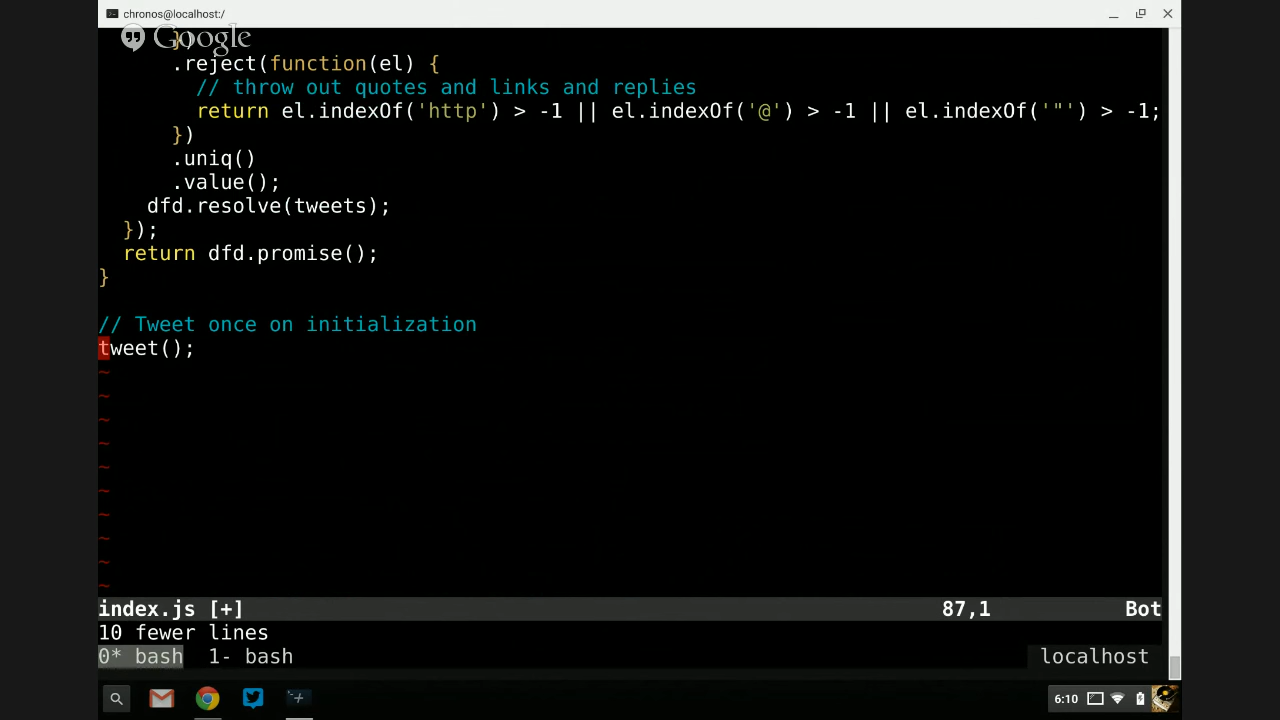 chronos@localhost:/
Google
})
.reject(function(el) {
// throw out quotes and links and replies
return el.indexOf('http') > -1 || el.indexOf('@') > -1 || el.indexOf('"') > -1;
})
.uniq()
.value();
dfd.resolve(tweets);
});
return dfd.promise();
}
// Tweet once on initialization
tweet();
~
~
~
~
~
~
~
~
~
~
index.js [+] 87,1 Bot
10 fewer lines
0* bash 1- bash localhost
6:10